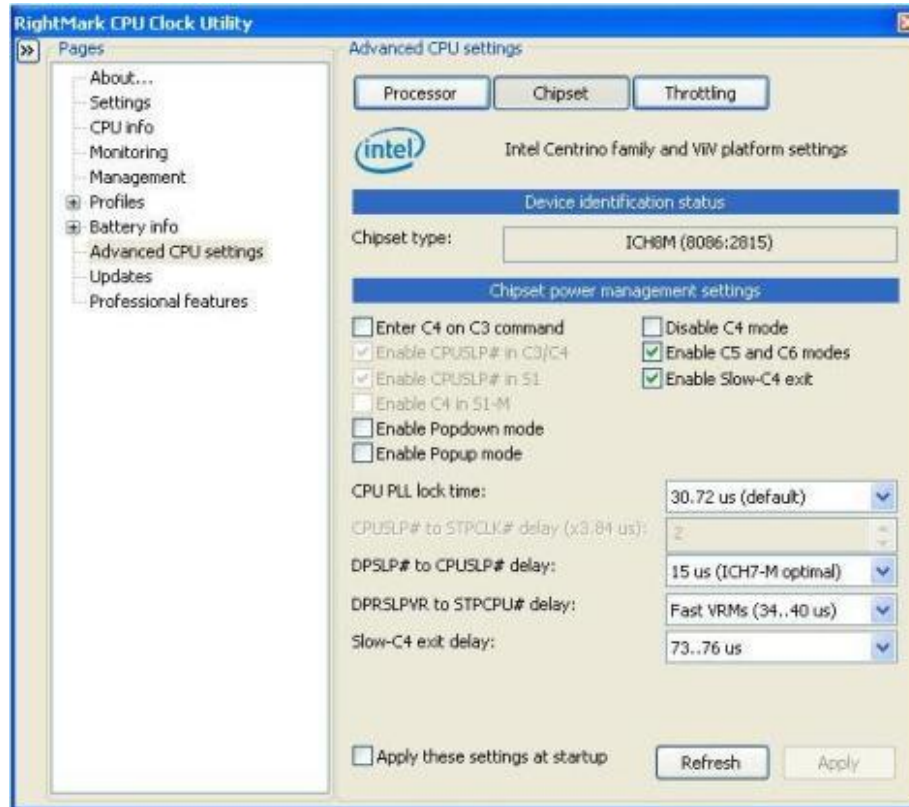 RightMark CPU Clock Utility
Pages
About...
Settings
CPU info
Monitoring
Management
Profiles
Battery info
Advanced CPU settings
Updates
Professional features
Advanced CPU settings
Processor Chipset Throttling
intel Intel Centrino family and ViiV platform settings
Device identification status
Chipset type: ICH8M (8086:2815)
Chipset power management settings
Enter C4 on C3 command Disable C4 mode
Enable CPUSLP# in C3/C4 Enable C5 and C6 modes
Enable CPUSLP# in S1 Enable Slow-C4 exit
Enable C4 in S1-M
Enable Popdown mode
Enable Popup mode
CPU PLL lock time: 30.72 us (default)
CPUSLP# to STPCLK# delay (x3.84 us): 2
DPSLP# to CPUSLP# delay: 15 us (ICH7-M optimal)
DPRSLPVR to STPCPU# delay: Fast VRMs (34..40 us)
Slow-C4 exit delay: 73..76 us
Apply these settings at startup Refresh Apply